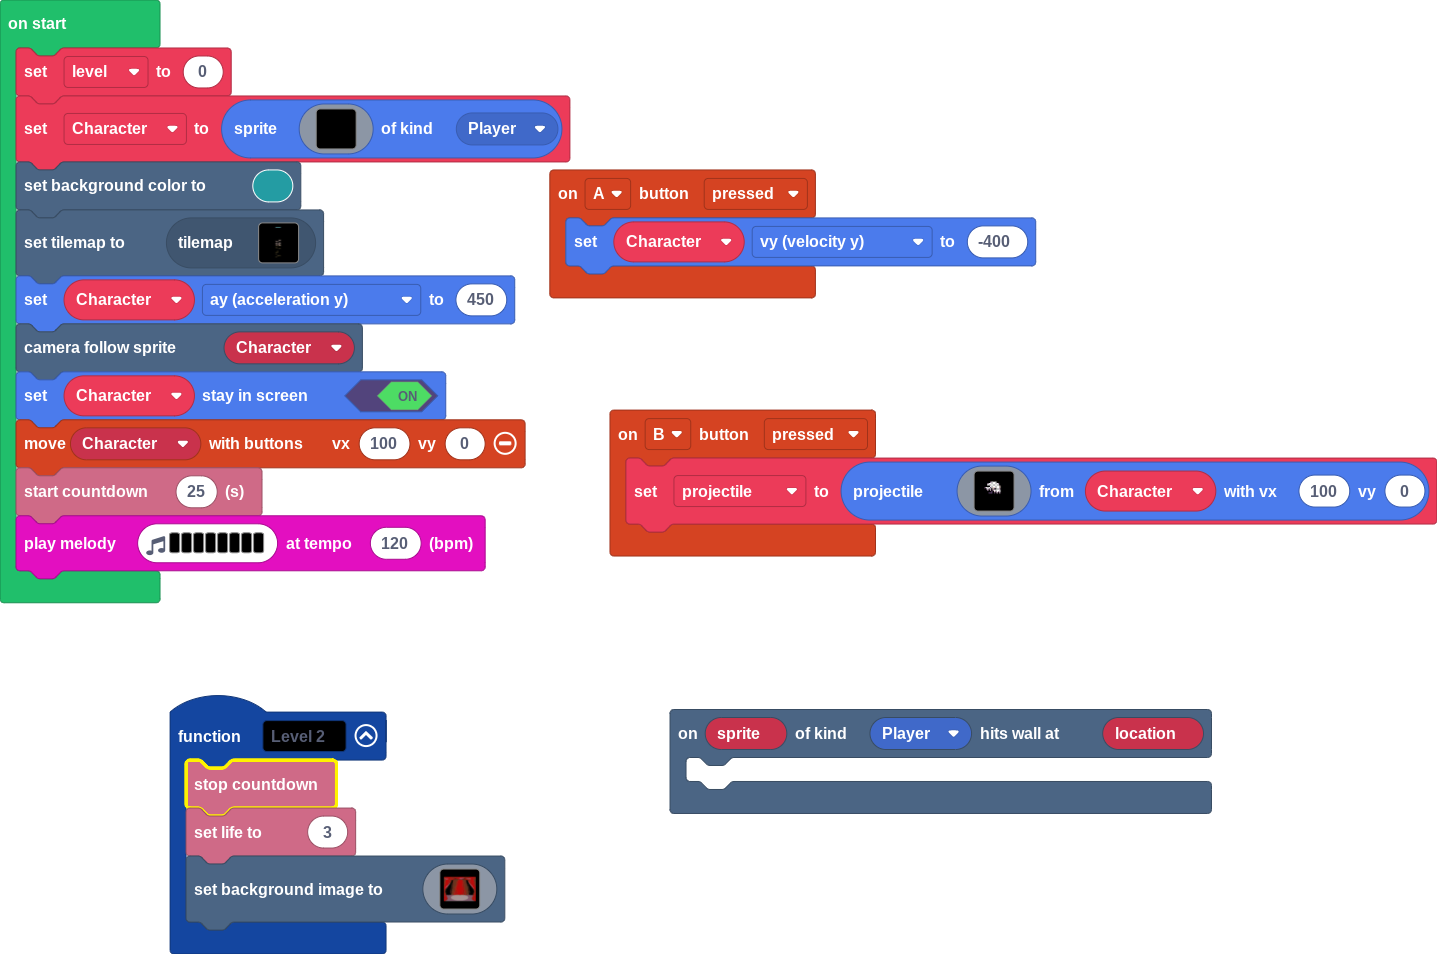 on start
set level to 0
set Character to sprite of kind Player
set background color to
set tilemap to tilemap
set Character ay (acceleration y) to 450
camera follow sprite Character
set Character stay in screen ON
move Character with buttons vx 100 vy 0
start countdown 25 (s)
play melody at tempo 120 (bpm)
on A button pressed
set Character vy (velocity y) to -400
on B button pressed
set projectile to projectile from Character with vx 100 vy 0
function Level 2
stop countdown
set life to 3
set background image to
on sprite of kind Player hits wall at location